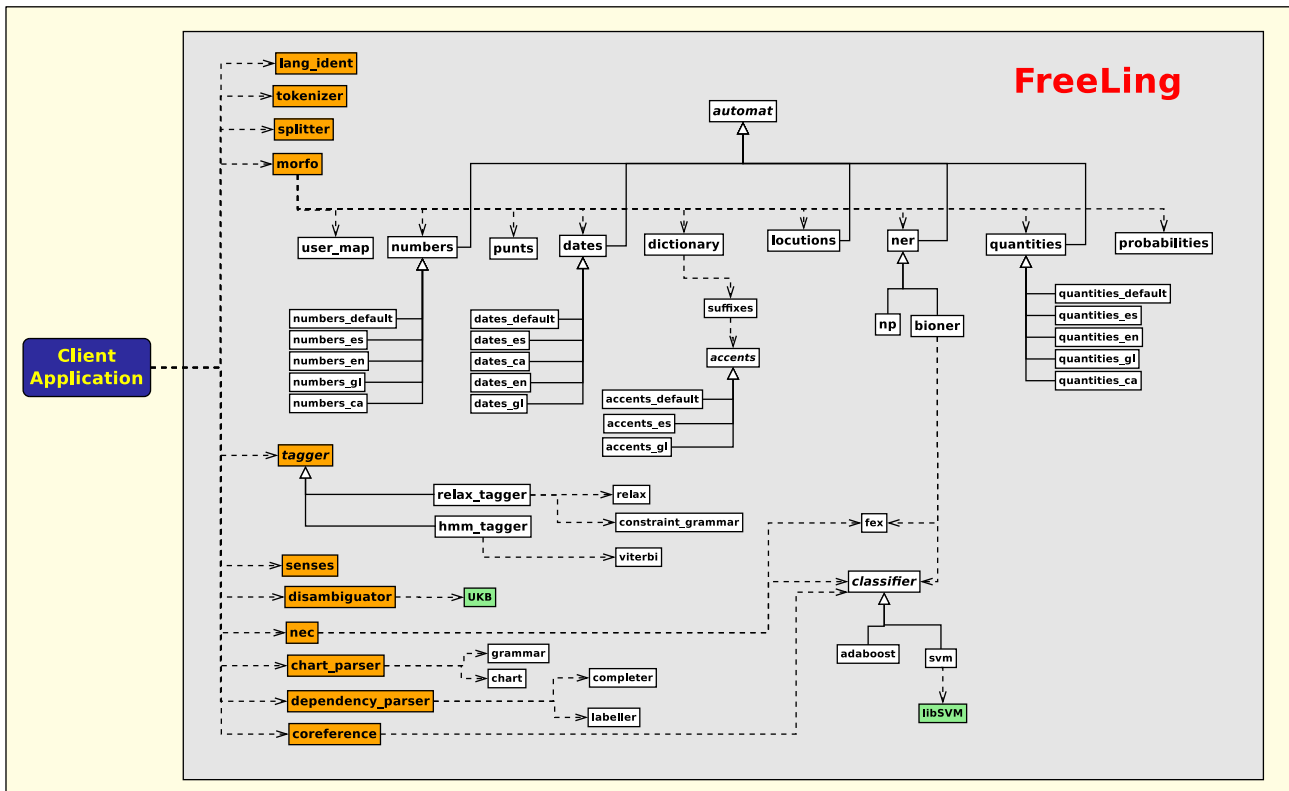 FreeLing
lang_ident
tokenizer
splitter
morfo
automat
user_map
numbers
punts
dates
dictionary
locutions
ner
quantities
probabilities
numbers_default
numbers_es
numbers_en
numbers_gl
numbers_ca
dates_default
dates_es
dates_ca
dates_en
dates_gl
suffixes
accents
accents_default
accents_es
accents_gl
np
bioner
quantities_default
quantities_es
quantities_en
quantities_gl
quantities_ca
Client
Application
tagger
relax_tagger
relax
constraint_grammar
hmm_tagger
viterbi
fex
senses
classifier
disambiguator
UKB
nec
adaboost
svm
libSVM
chart_parser
grammar
chart
dependency_parser
completer
labeller
coreference